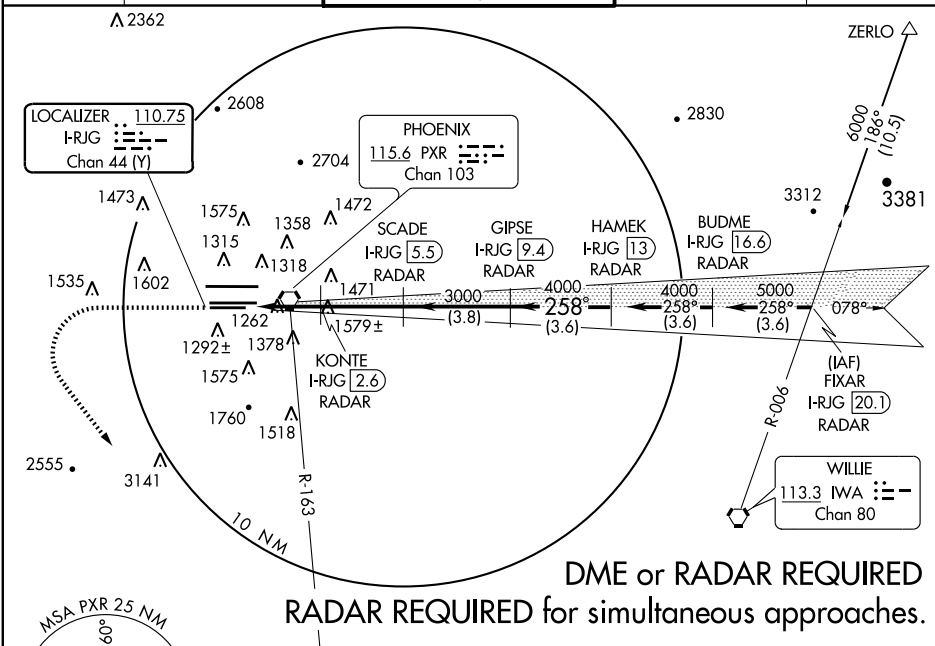 2362
ZERLO
LOCALIZER 110.75
I-RJG
Chan 44 (Y)
2608
PHOENIX
115.6 PXR
Chan 103
2830
6000
186°
(10.5)
2704
3312
3381
1473
1575
1358
1472
1315
1318
SCADE
I-RJG 5.5
RADAR
GIPSE
I-RJG 9.4
RADAR
HAMEK
I-RJG 13
RADAR
BUDME
I-RJG 16.6
RADAR
1535
1602
1471
3000
(3.8)
4000
258°
(3.6)
4000
258°
(3.6)
5000
258°
(3.6)
078°
1262
1579±
1292±
1378
KONTE
I-RJG 2.6
RADAR
(IAF)
FIXAR
I-RJG 20.1
RADAR
1575
1760
1518
R-006
2555
3141
R-163
WILLIE
113.3 IWA
Chan 80
10 NM
DME or RADAR REQUIRED
RADAR REQUIRED for simultaneous approaches.
MSA PXR 25 NM
60°